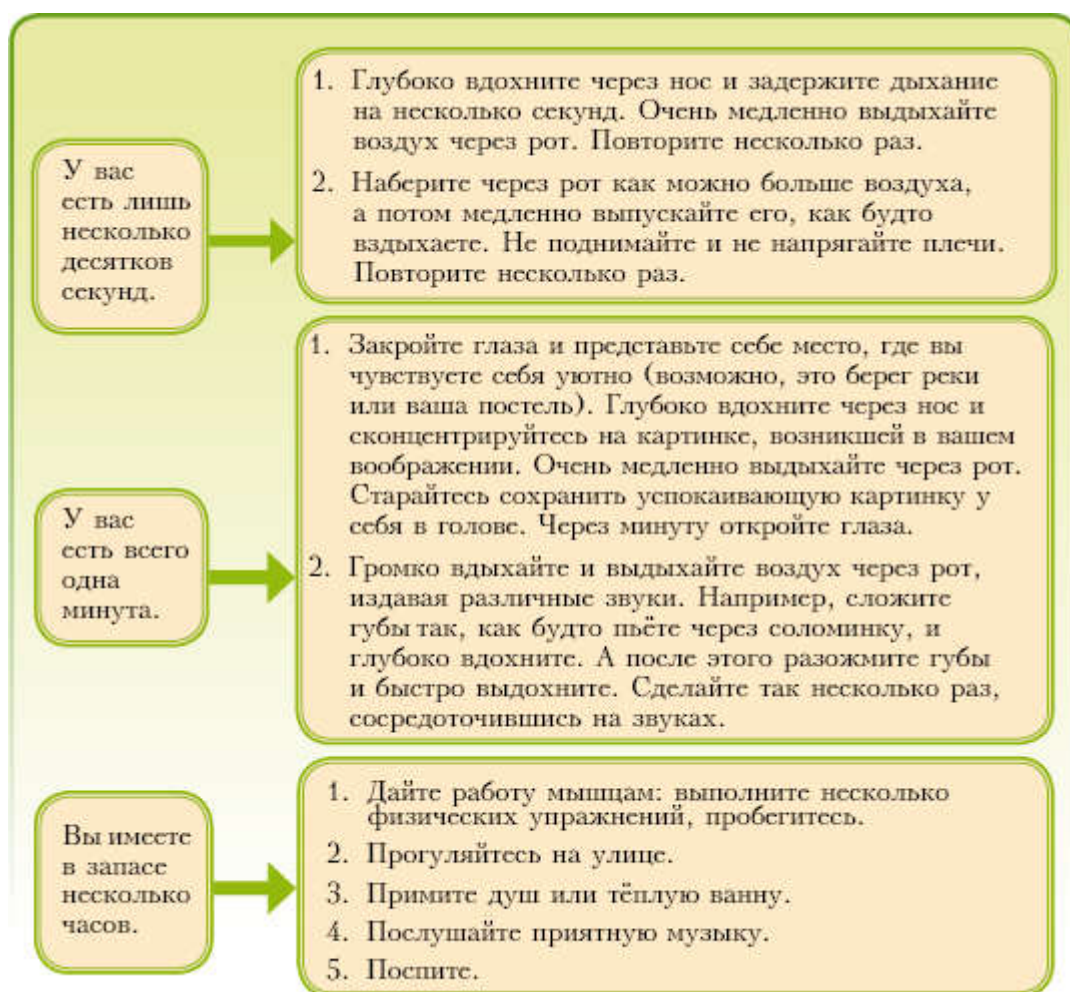 У вас
есть лишь
несколько
десятков
секунд.
1. Глубоко вдохните через нос и задержите дыхание
на несколько секунд. Очень медленно выдыхайте
воздух через рот. Повторите несколько раз.
2. Наберите через рот как можно больше воздуха,
а потом медленно выпускайте его, как будто
вздыхаете. Не поднимайте и не напрягайте плечи.
Повторите несколько раз.
У вас
есть всего
одна
минута.
1. Закройте глаза и представьте себе место, где вы
чувствуете себя уютно (возможно, это берег реки
или ваша постель). Глубоко вдохните через нос и
сконцентрируйтесь на картинке, возникшей в вашем
воображении. Очень медленно выдыхайте через рот.
Старайтесь сохранить успокаивающую картинку у
себя в голове. Через минуту откройте глаза.
2. Громко вдыхайте и выдыхайте воздух через рот,
издавая различные звуки. Например, сложите
губы так, как будто пьёте через соломинку, и
глубоко вдохните. А после этого разожмите губы
и быстро выдохните. Сделайте так несколько раз,
сосредоточившись на звуках.
Вы имеете
в запасе
несколько
часов.
1. Дайте работу мышцам: выполните несколько
физических упражнений, пробегитесь.
2. Прогуляйтесь на улице.
3. Примите душ или тёплую ванну.
4. Послушайте приятную музыку.
5. Поспите.